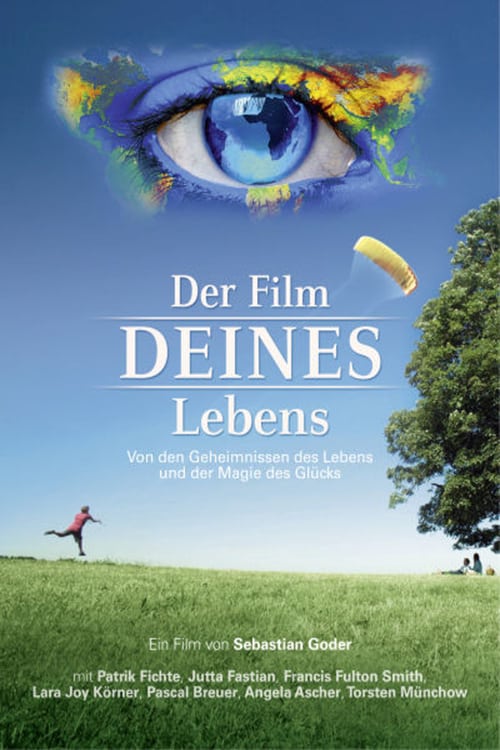 Der Film
DEINES
Lebens
Von den Geheimnissen des Lebens
und der Magie des Glücks
Ein Film von Sebastian Goder
mit Patrik Fichte, Jutta Fastian, Francis Fulton Smith,
Lara Joy Körner, Pascal Breuer, Angela Ascher, Torsten Münchow